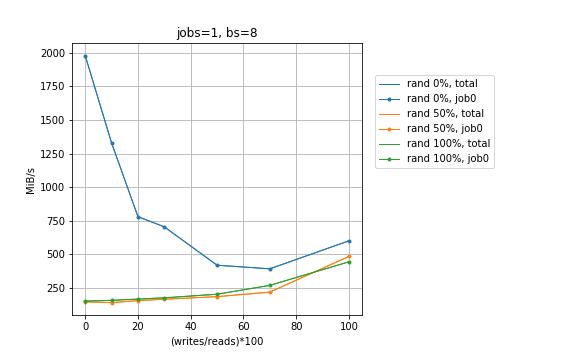 jobs=1, bs=8
2000
1750
1500
1250
1000
750
500
250
MiB/s
0 20 40 60 80 100
(writes/reads)*100
rand 0%, total
rand 0%, job0
rand 50%, total
rand 50%, job0
rand 100%, total
rand 100%, job0